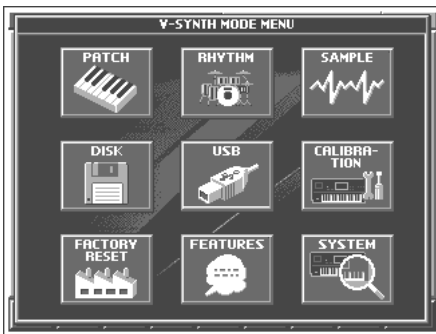 V-SYNTH MODE MENU
PATCH
RHYTHM
SAMPLE
DISK
USB
CALIBRA-
TION
FACTORY
RESET
FEATURES
SYSTEM